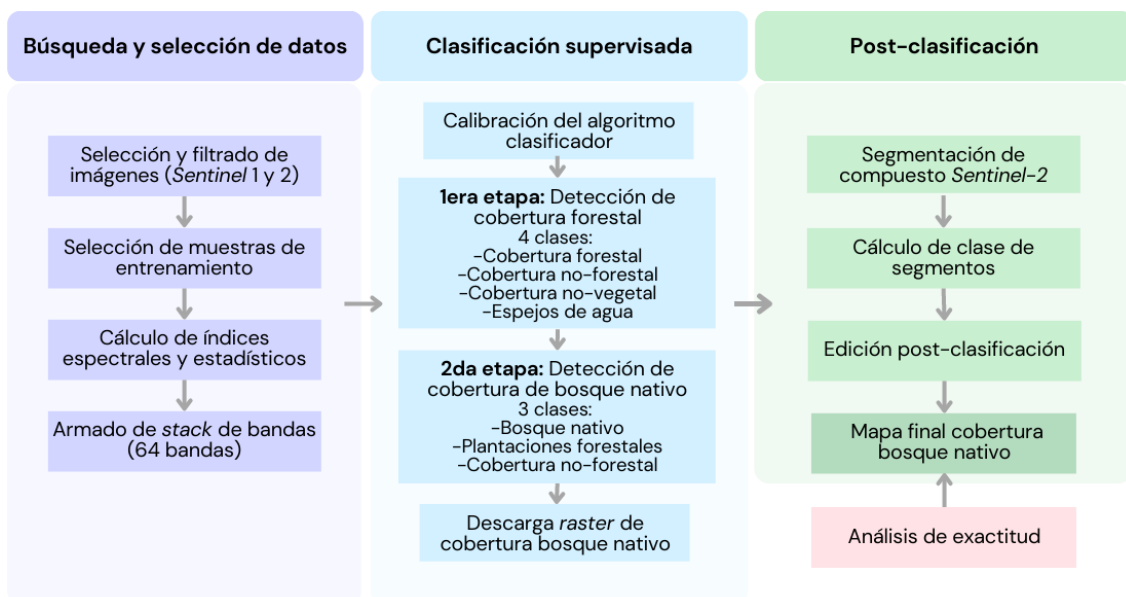 Búsqueda y selección de datos
Selección y filtrado de
imágenes (Sentinel 1 y 2)
Selección de muestras de
entrenamiento
Cálculo de índices
espectrales y estadísticos
Armado de stack de bandas
(64 bandas)
Clasificación supervisada
Calibración del algoritmo
clasificador
1era etapa: Detección de
cobertura forestal
4 clases:
-Cobertura forestal
-Cobertura no-forestal
-Cobertura no-vegetal
-Espejos de agua
2da etapa: Detección de
cobertura de bosque nativo
3 clases:
-Bosque nativo
-Plantaciones forestales
-Cobertura no-forestal
Descarga raster de
cobertura bosque nativo
Post-clasificación
Segmentación de
compuesto Sentinel-2
Cálculo de clase de
segmentos
Edición post-clasificación
Mapa final cobertura
bosque nativo
Análisis de exactitud